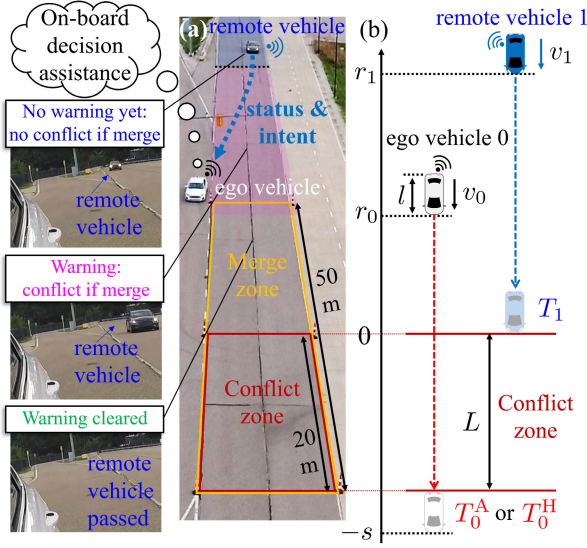 On-board
decision
assistance
No warning yet:
no conflict if merge
remote
vehicle
Warning:
conflict if merge
remote
vehicle
Warning cleared
remote
vehicle
passed
(a)
remote vehicle
status &
intent
ego vehicle
Merge
zone
50
m
Conflict
zone
20
m
(b)
remote vehicle 1
v₁
r₁
ego vehicle 0
l
v₀
r₀
T₁
0
L
Conflict
zone
T₀ᴬ or T₀ᴴ
−s